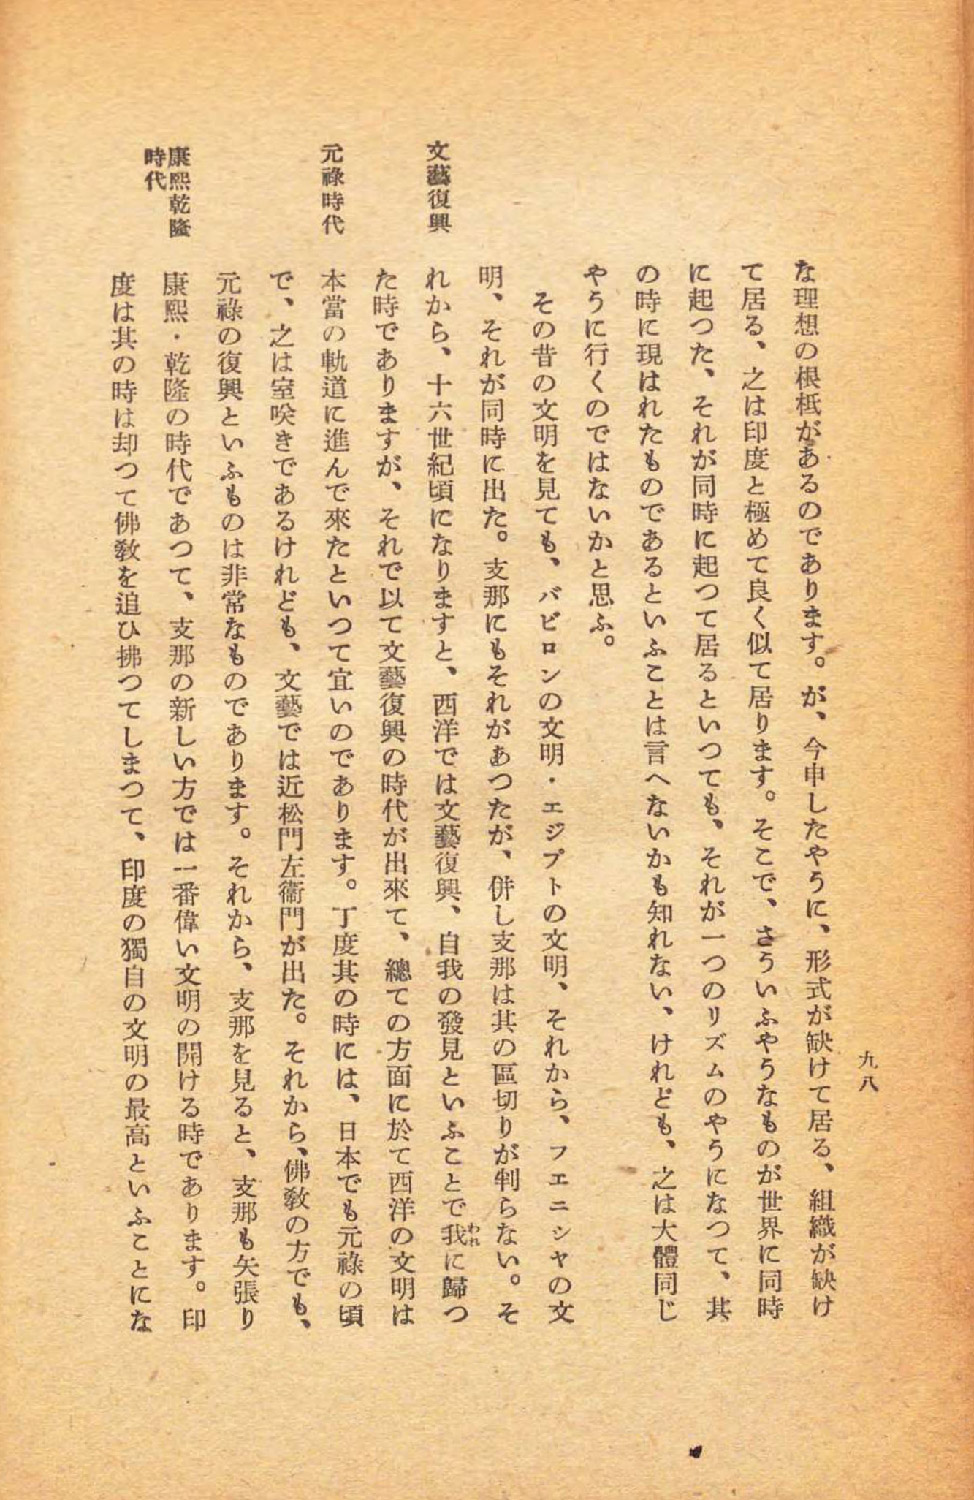 九八
な理想の根柢があるのであります。が、今申したやうに、形式が缺けて居る、組織が缺け
て居る、之は印度と極めて良く似て居ります。そこで、さういふやうなものが世界に同時
に起つた、それが同時に起つて居るといつても、それが一つのリズムのやうになつて、其
の時に現はれたものであるといふことは言へないかも知れない、けれども、之は大體同じ
やうに行くのではないかと思ふ。
その昔の文明を見ても、バビロンの文明・エジプトの文明、それから、フエニシヤの文
明、それが同時に出た。支那にもそれがあつたが、併し支那は其の區切りが判らない。そ
文藝復興
れから、十六世紀頃になりますと、西洋では文藝復興、自我の發見といふことで我に歸つ
われ
た時でありますが、それで以て文藝復興の時代が出來て、總ての方面に於て西洋の文明は
元祿時代
本當の軌道に進んで來たといつて宜いのであります。丁度其の時には、日本でも元祿の頃
で、之は室咲きであるけれども、文藝では近松門左衞門が出た。それから、佛敎の方でも、
元祿の復興といふものは非常なものであります。それから、支那を見ると、支那も矢張り
康熙乾隆
時代
康熙・乾隆の時代であつて、支那の新しい方では一番偉い文明の開ける時であります。印
度は其の時は却つて佛敎を追ひ拂つてしまつて、印度の獨自の文明の最高といふことにな